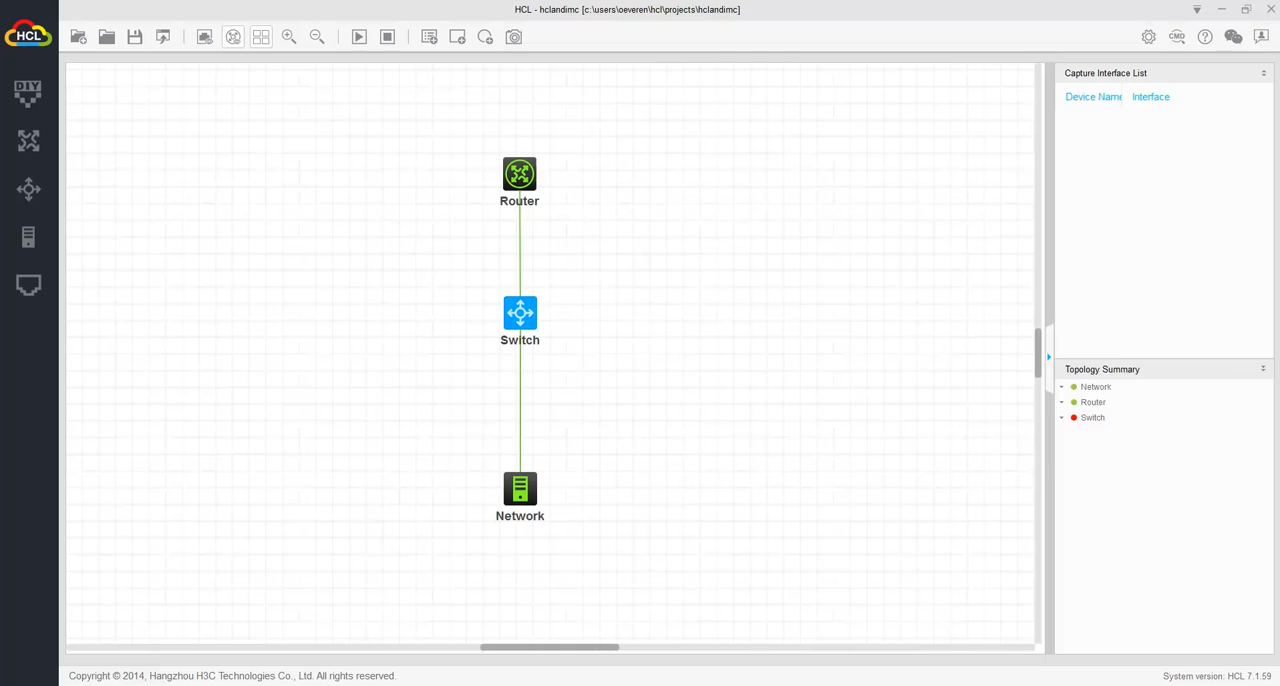 HCL - hclandimc [c:\users\oeveren\hcl\projects\hclandimc]
HCL
CMD
DIY
Capture Interface List
Device Name Interface
Router
Switch
Network
Topology Summary
Network
Router
Switch
Copyright © 2014, Hangzhou H3C Technologies Co., Ltd. All rights reserved.
System version: HCL 7.1.59